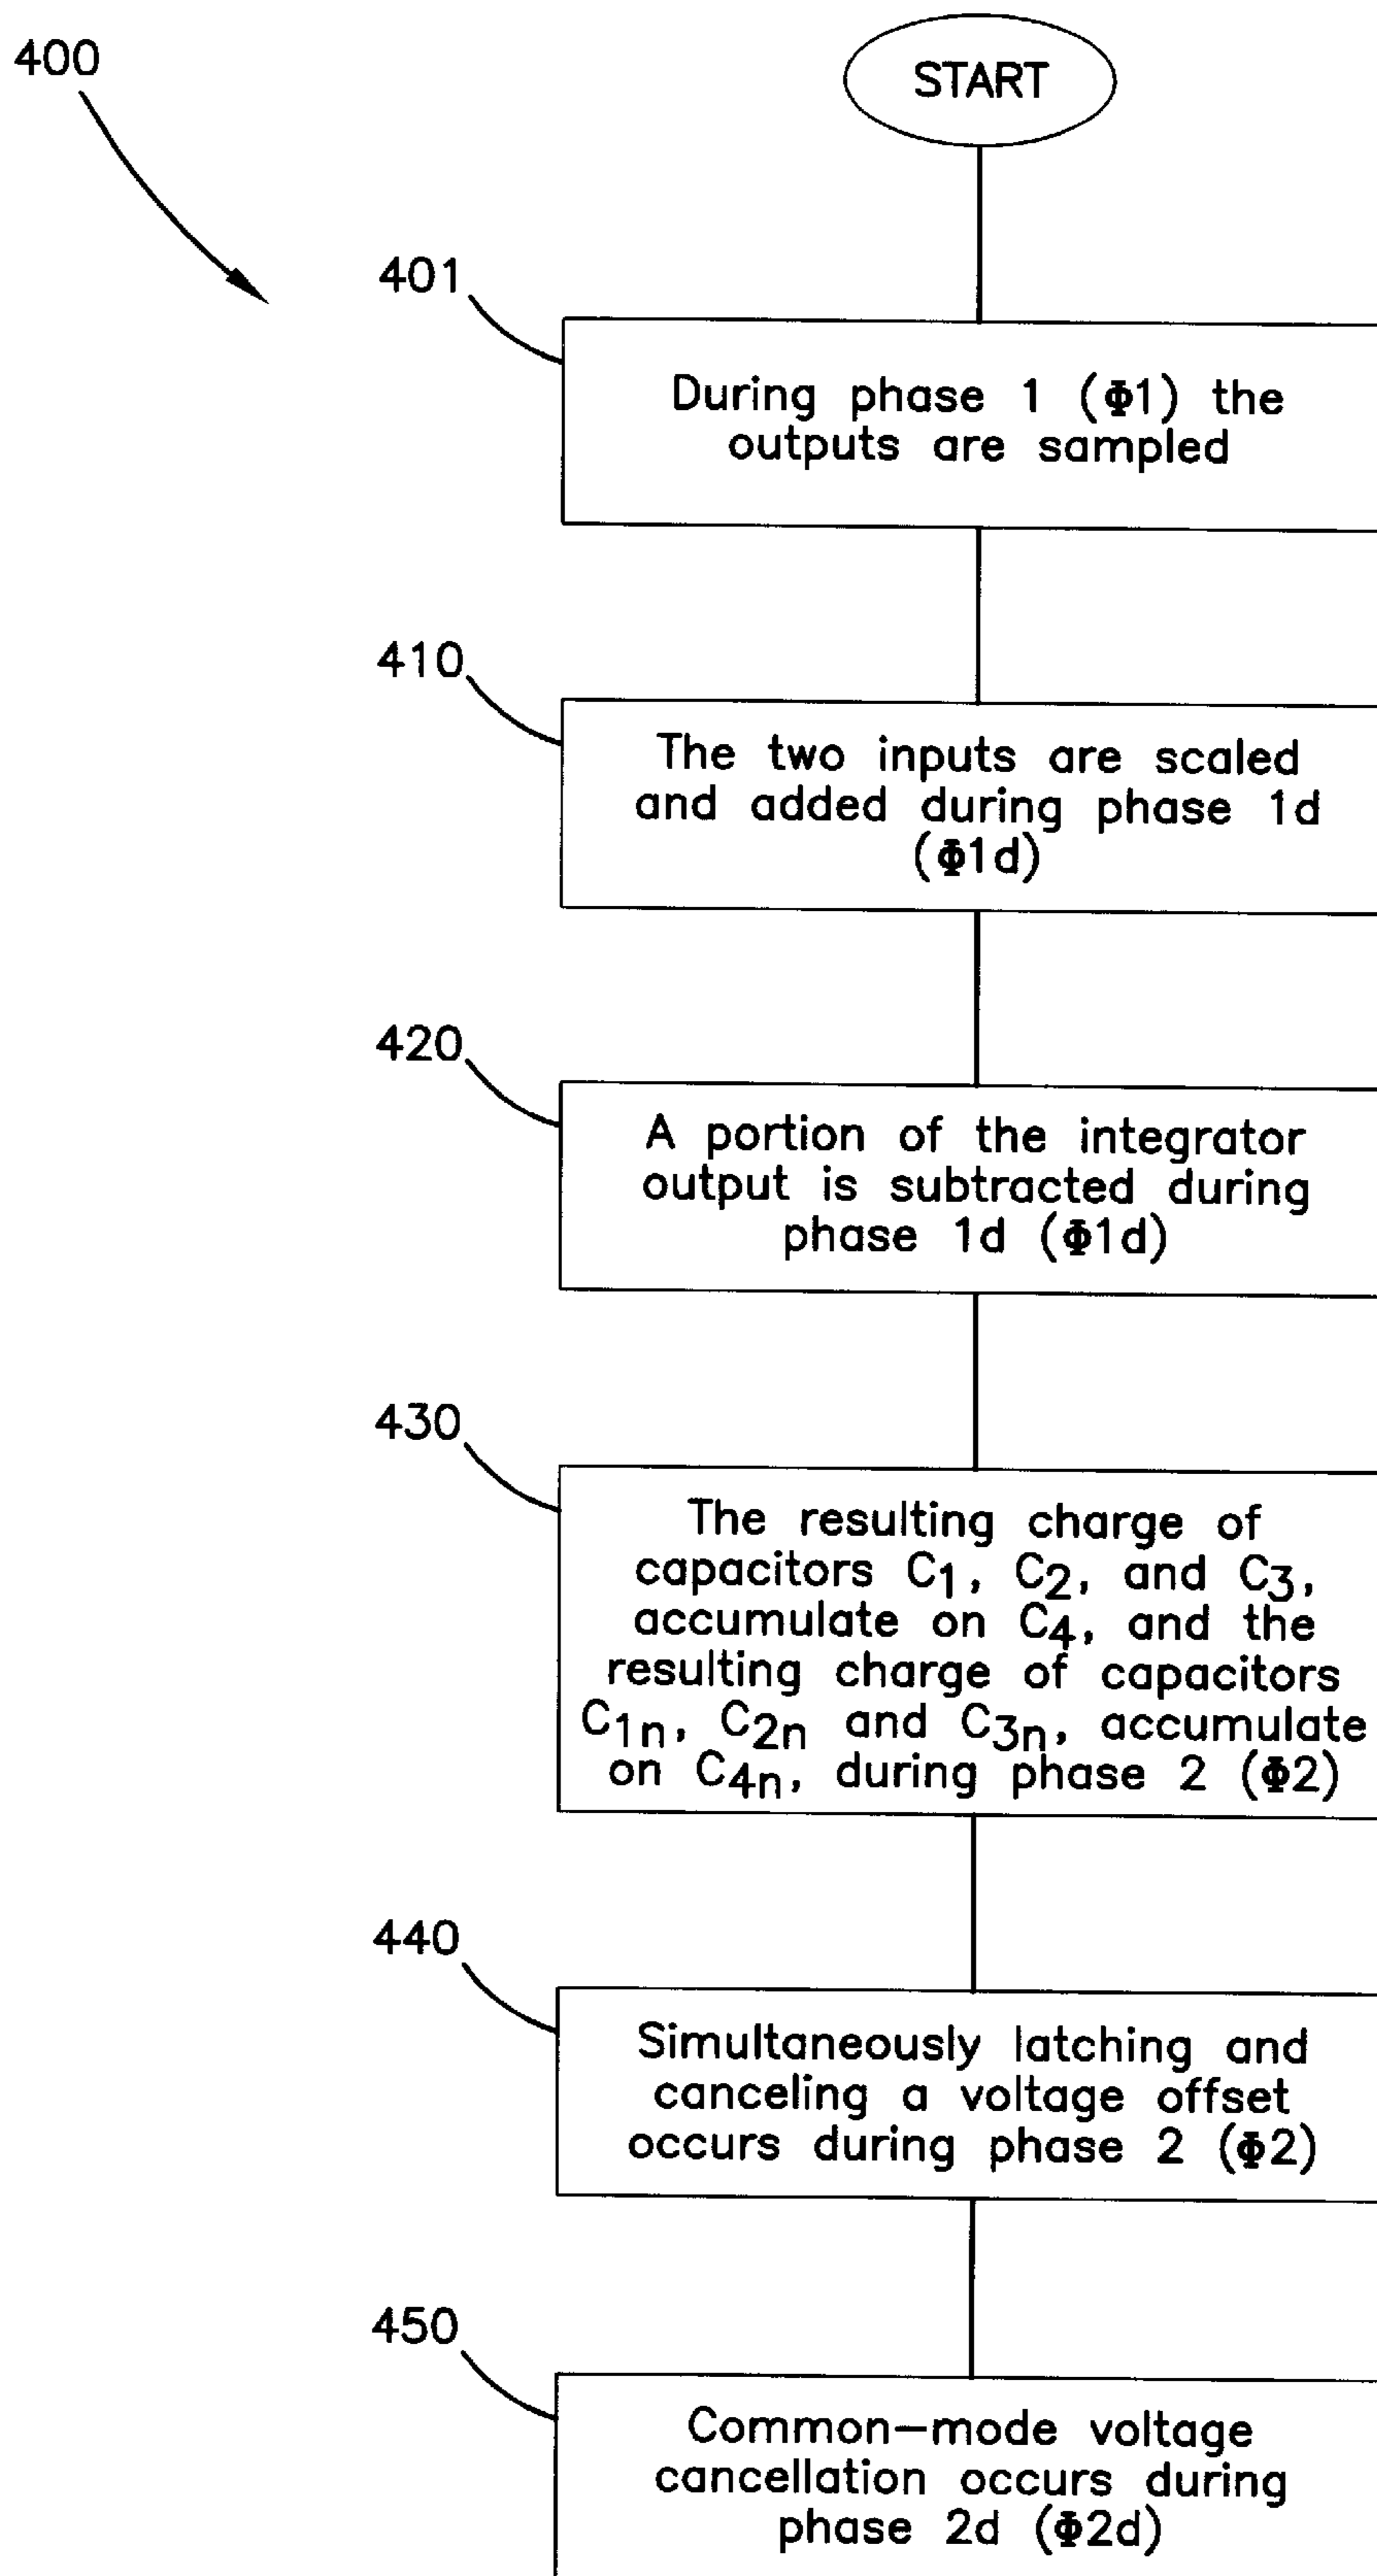 400
START
401
During phase 1 (Φ1) the
outputs are sampled
410
The two inputs are scaled
and added during phase 1d
(Φ1d)
420
A portion of the integrator
output is subtracted during
phase 1d (Φ1d)
430
The resulting charge of
capacitors C1, C2, and C3,
accumulate on C4, and the
resulting charge of capacitors
C1n, C2n and C3n, accumulate
on C4n, during phase 2 (Φ2)
440
Simultaneously latching and
canceling a voltage offset
occurs during phase 2 (Φ2)
450
Common-mode voltage
cancellation occurs during
phase 2d (Φ2d)